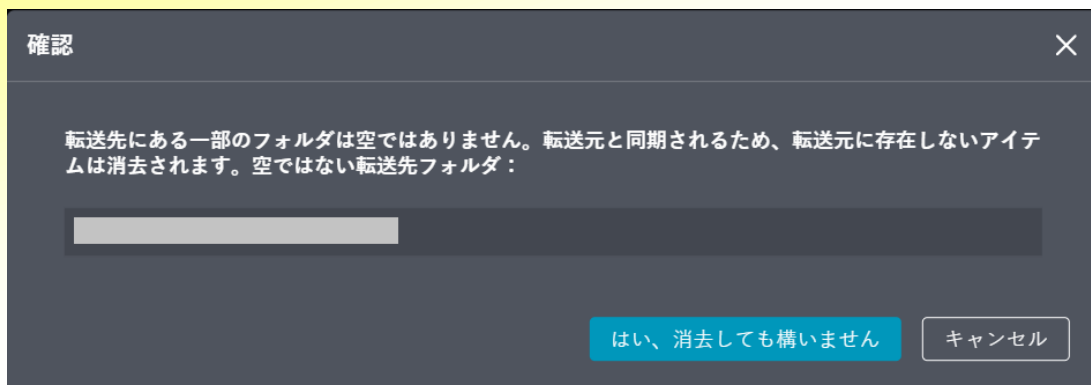 確認
転送先にある一部のフォルダは空ではありません。転送元と同期されるため、転送元に存在しないアイテ
ムは消去されます。空ではない転送先フォルダ：
はい、消去しても構いません
キャンセル